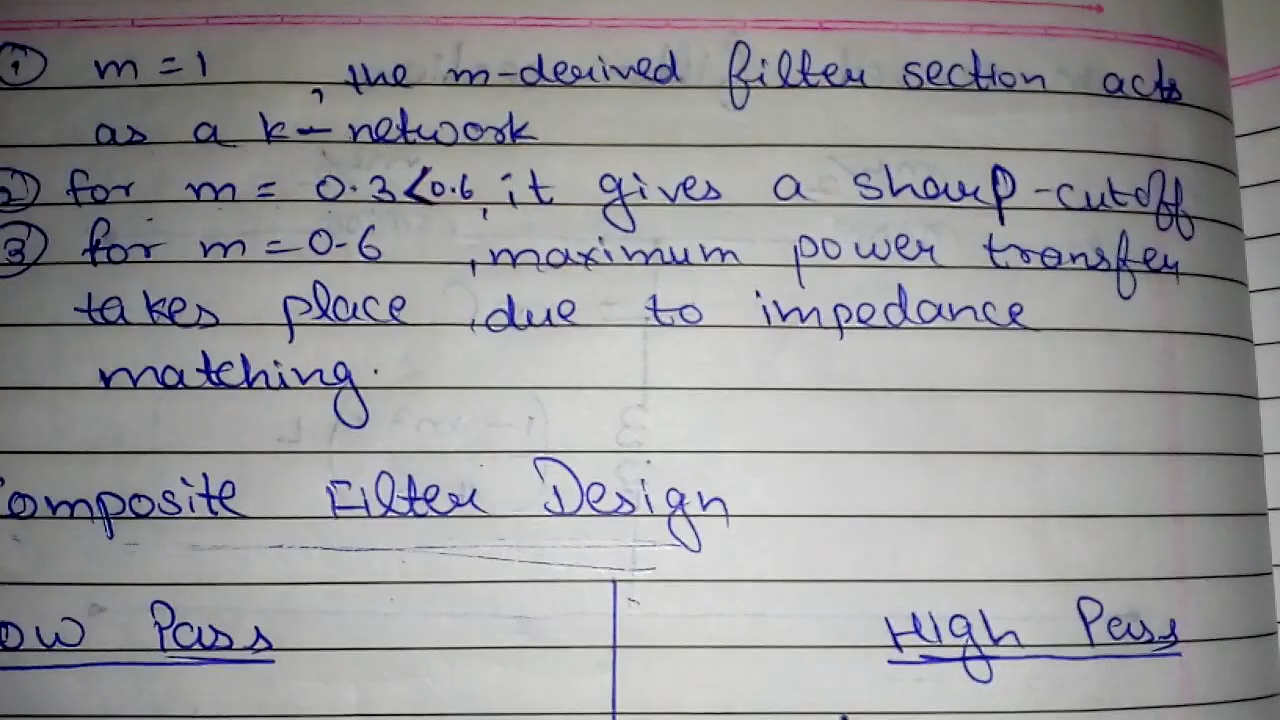 ① m = 1 , the m-derived filter section acts
as a k - network
② for m = 0.3<0.6, it gives a sharp-cutoff
③ for m = 0.6 , maximum power transfer
takes place , due to impedance
matching.
omposite Filter Design
ow Pass High Pass